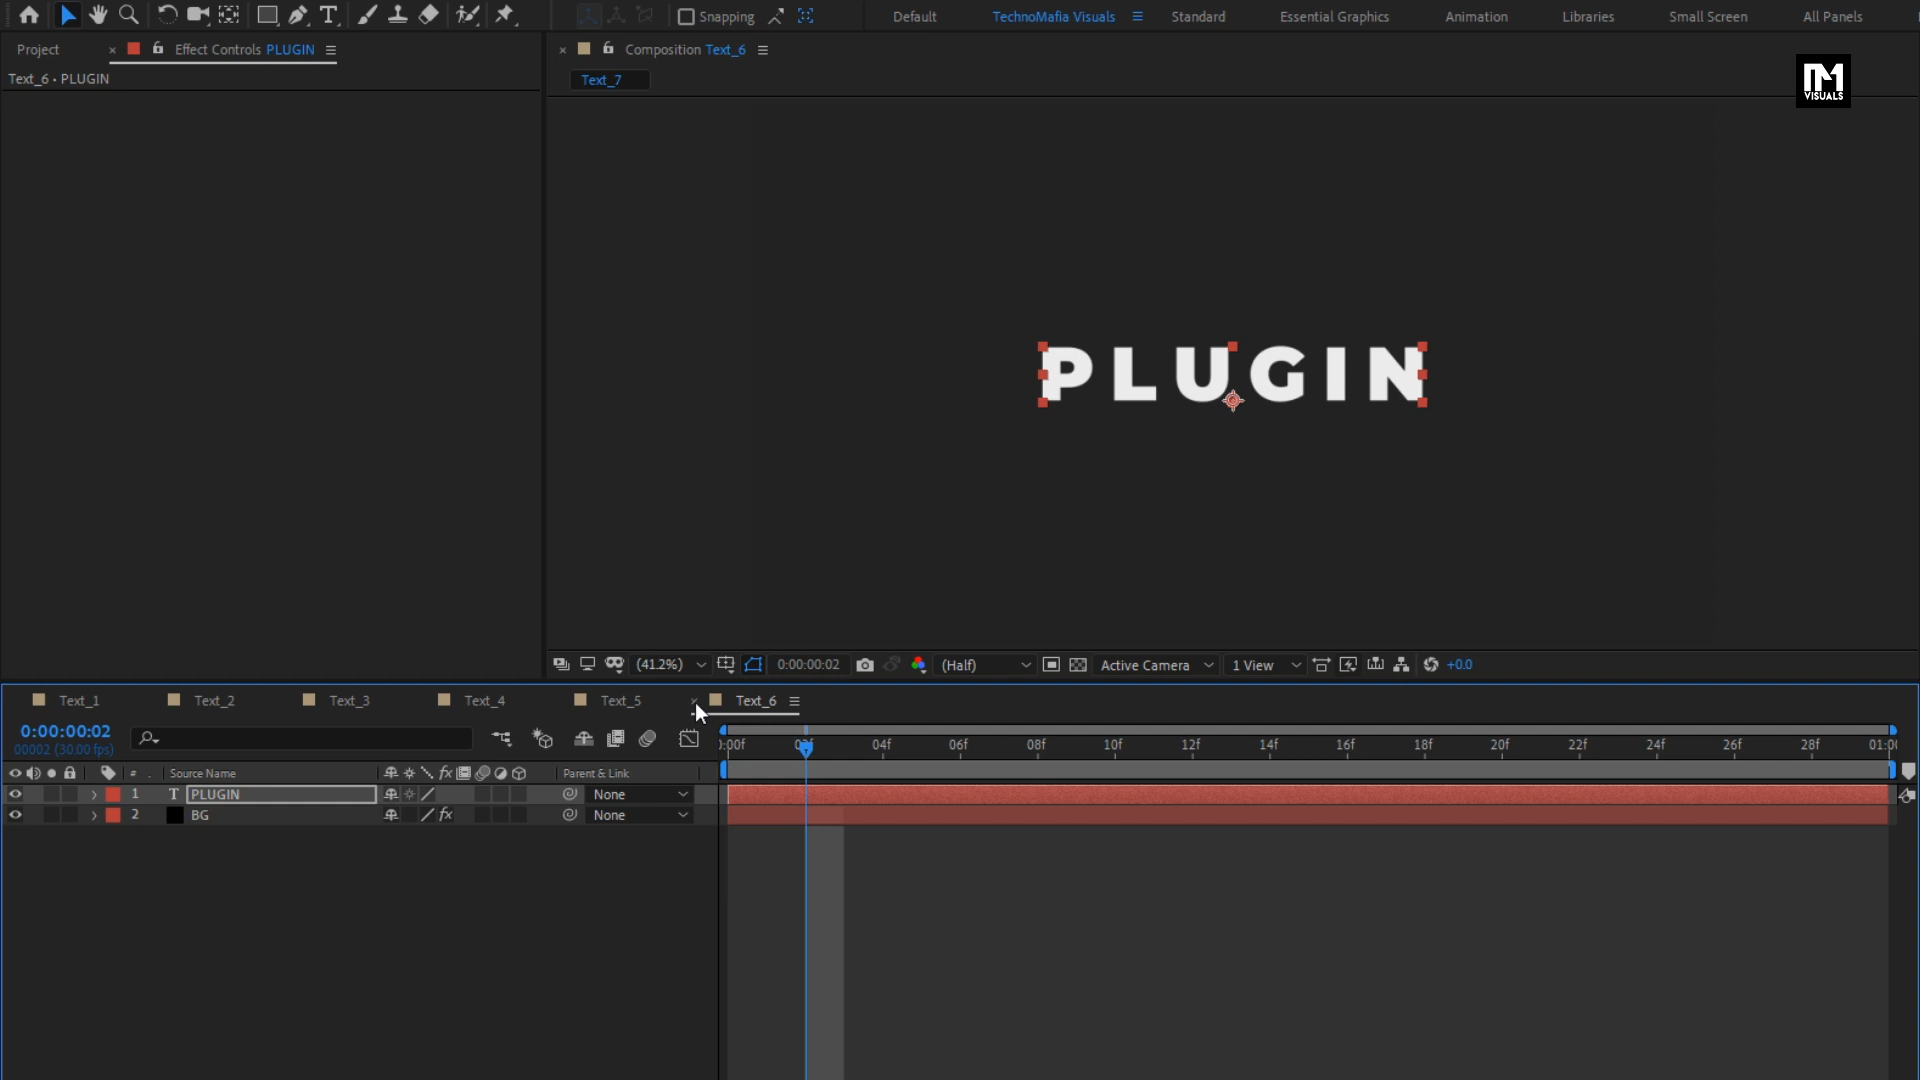 Snapping
Default
TechnoMafia Visuals
Standard
Essential Graphics
Animation
Libraries
Small Screen
All Panels
Project
Effect Controls PLUGIN
Composition Text_6
Text_6 • PLUGIN
Text_7
VISUALS
PLUGIN
(41.2%)
0:00:00:02
(Half)
Active Camera
1 View
+0.0
Text_1
Text_2
Text_3
Text_4
Text_5
Text_6
0:00:00:02
00002 (30.00 fps)
):00f
02f
04f
06f
08f
10f
12f
14f
16f
18f
20f
22f
24f
26f
28f
01:0
# .
Source Name
fx
Parent & Link
1
T
PLUGIN
None
2
BG
fx
None